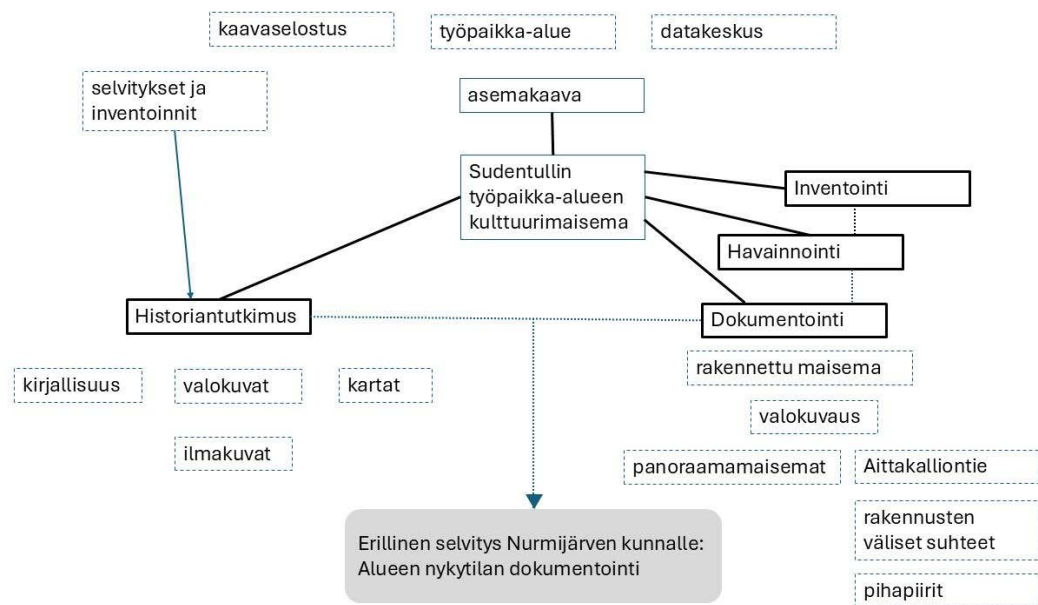 kaavaselostus
työpaikka-alue
datakeskus
selvitykset ja
inventoinnit
asemakaava
Sudentullin
työpaikka-alueen
kulttuurimaisema
Inventointi
Havainnointi
Historiantutkimus
Dokumentointi
rakennettu maisema
kirjallisuus
valokuvat
kartat
valokuvaus
ilmakuvat
panoraamamaisemat
Aittakalliontie
rakennusten
väliset suhteet
Erillinen selvitys Nurmijärven kunnalle:
Alueen nykytilan dokumentointi
pihapiirit